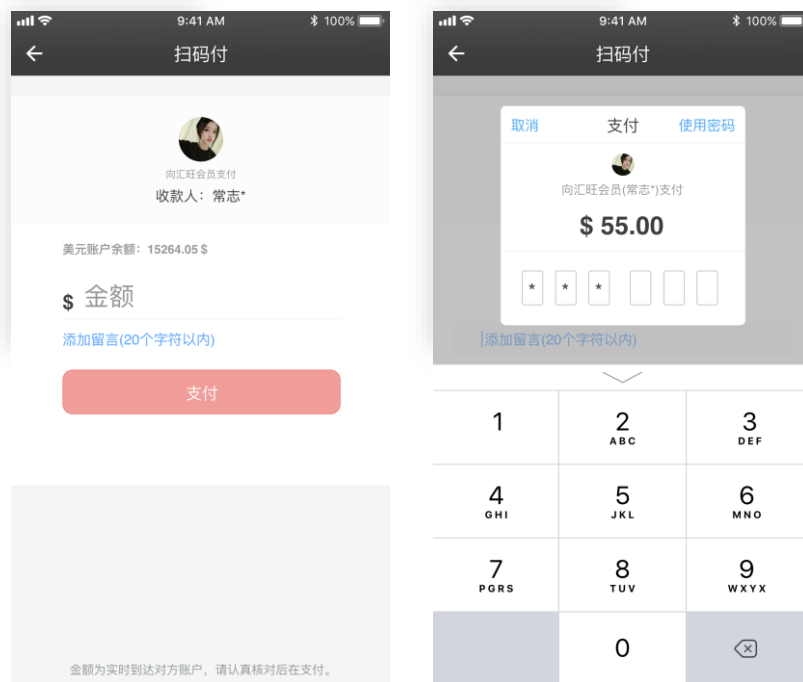 9:41 AM
100%
扫码付
向汇旺会员支付
收款人：常志*
美元账户余额：15264.05 $
$ 金额
添加留言(20个字符以内)
支付
金额为实时到达对方账户，请认真核对后在支付。
9:41 AM
100%
扫码付
取消
支付
使用密码
向汇旺会员(常志*)支付
$ 55.00
* * *
添加留言(20个字符以内)
1
2
ABC
3
DEF
4
GHI
5
JKL
6
MNO
7
PGRS
8
TUV
9
WXYX
0